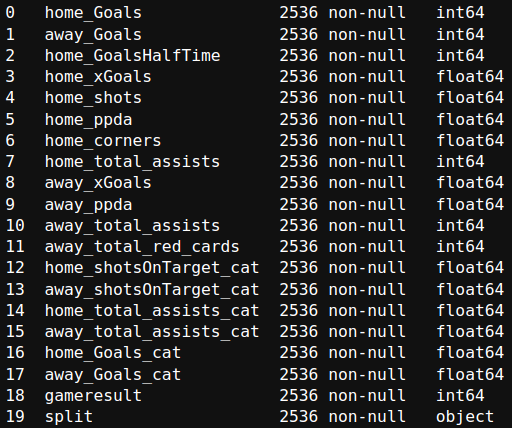 0 home_Goals 2536 non-null int64
1 away_Goals 2536 non-null int64
2 home_GoalsHalfTime 2536 non-null int64
3 home_xGoals 2536 non-null float64
4 home_shots 2536 non-null float64
5 home_ppda 2536 non-null float64
6 home_corners 2536 non-null float64
7 home_total_assists 2536 non-null int64
8 away_xGoals 2536 non-null float64
9 away_ppda 2536 non-null float64
10 away_total_assists 2536 non-null int64
11 away_total_red_cards 2536 non-null int64
12 home_shotsOnTarget_cat 2536 non-null float64
13 away_shotsOnTarget_cat 2536 non-null float64
14 home_total_assists_cat 2536 non-null float64
15 away_total_assists_cat 2536 non-null float64
16 home_Goals_cat 2536 non-null float64
17 away_Goals_cat 2536 non-null float64
18 gameresult 2536 non-null int64
19 split 2536 non-null object